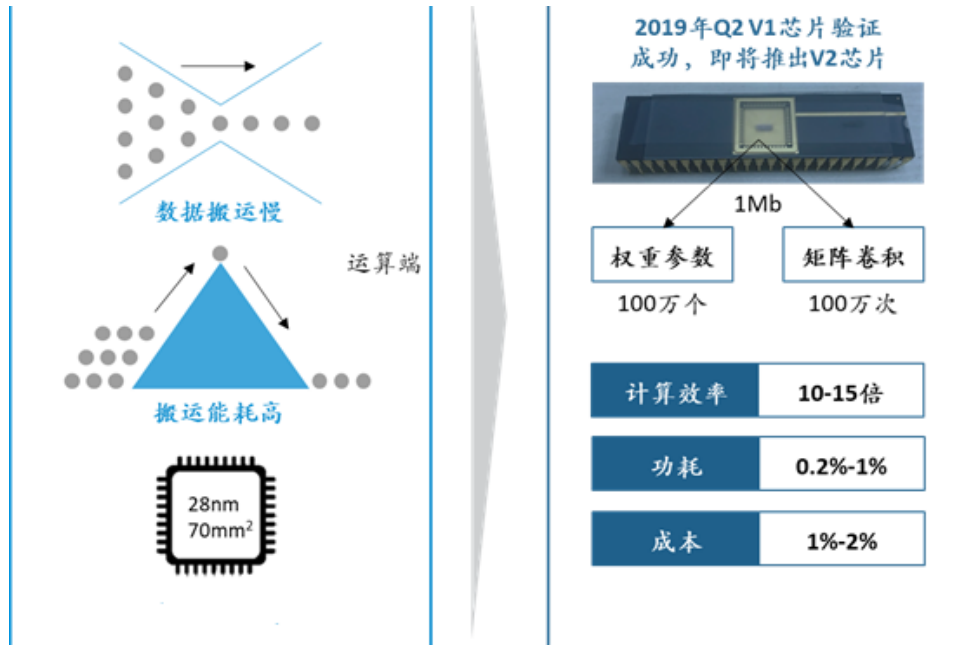 数据搬运慢
运算端
搬运能耗高
28nm
70mm²
2019年Q2 V1芯片验证
成功，即将推出V2芯片
1Mb
权重参数
矩阵卷积
100万个
100万次
计算效率
10-15倍
功耗
0.2%-1%
成本
1%-2%